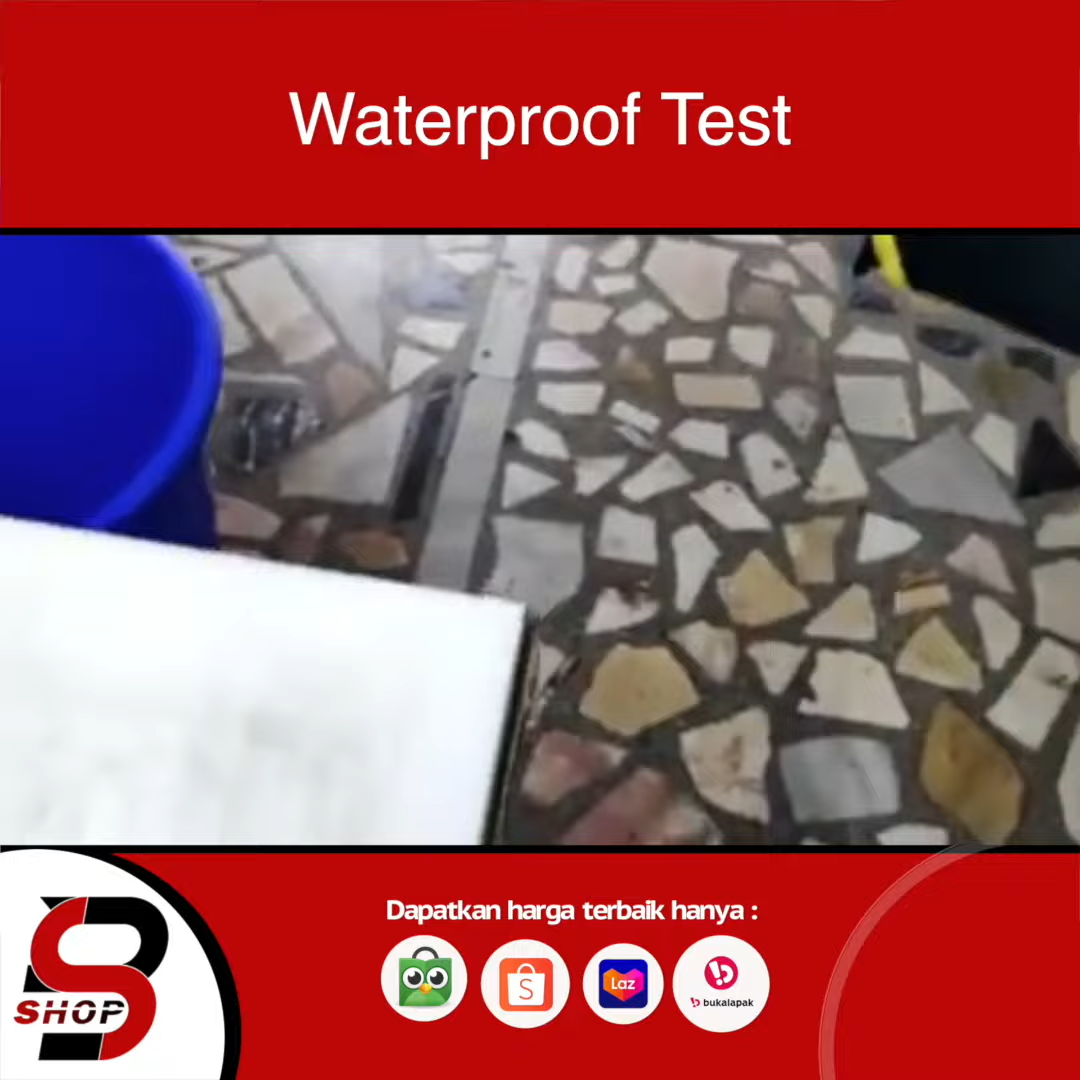 Waterproof Test
SHOP
Dapatkan harga terbaik hanya :
S
Laz
bukalapak